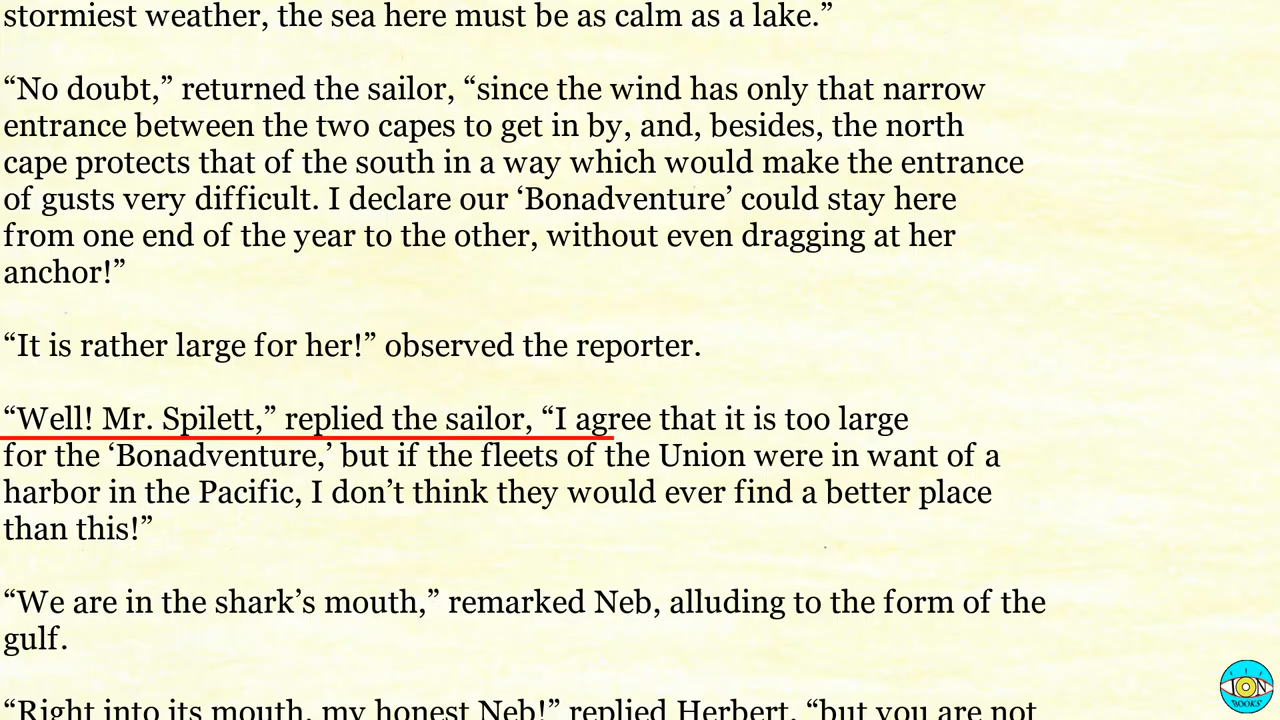 stormiest weather, the sea here must be as calm as a lake.”
“No doubt,” returned the sailor, “since the wind has only that narrow
entrance between the two capes to get in by, and, besides, the north
cape protects that of the south in a way which would make the entrance
of gusts very difficult. I declare our ‘Bonadventure’ could stay here
from one end of the year to the other, without even dragging at her
anchor!”
“It is rather large for her!” observed the reporter.
“Well! Mr. Spilett,” replied the sailor, “I agree that it is too large
for the ‘Bonadventure,’ but if the fleets of the Union were in want of a
harbor in the Pacific, I don’t think they would ever find a better place
than this!”
“We are in the shark’s mouth,” remarked Neb, alluding to the form of the
gulf.
“Right into its mouth, my honest Neb!” replied Herbert, “but you are not
ION
BOOKS